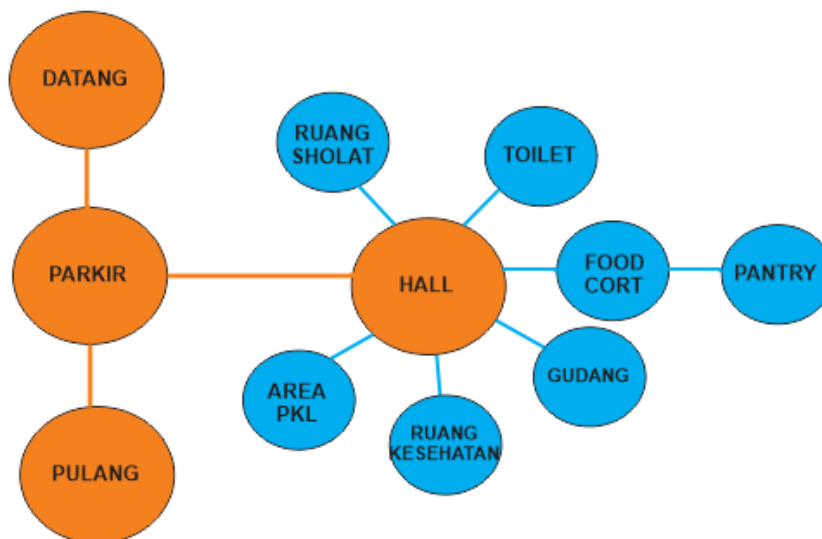 DATANG
RUANG
SHOLAT
TOILET
PARKIR
HALL
FOOD
CORT
PANTRY
AREA
PKL
GUDANG
RUANG
KESEHATAN
PULANG